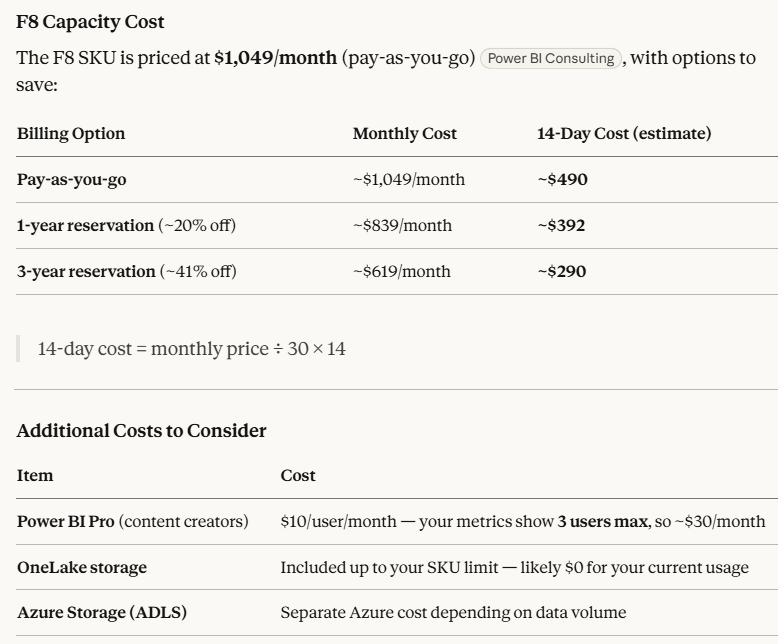 F8 Capacity Cost
The F8 SKU is priced at $1,049/month (pay-as-you-go) Power BI Consulting , with options to
save:
Billing Option Monthly Cost 14-Day Cost (estimate)
Pay-as-you-go ~$1,049/month ~$490
1-year reservation (~20% off) ~$839/month ~$392
3-year reservation (~41% off) ~$619/month ~$290
14-day cost = monthly price ÷ 30 × 14
Additional Costs to Consider
Item Cost
Power BI Pro (content creators) $10/user/month — your metrics show 3 users max, so ~$30/month
OneLake storage Included up to your SKU limit — likely $0 for your current usage
Azure Storage (ADLS) Separate Azure cost depending on data volume